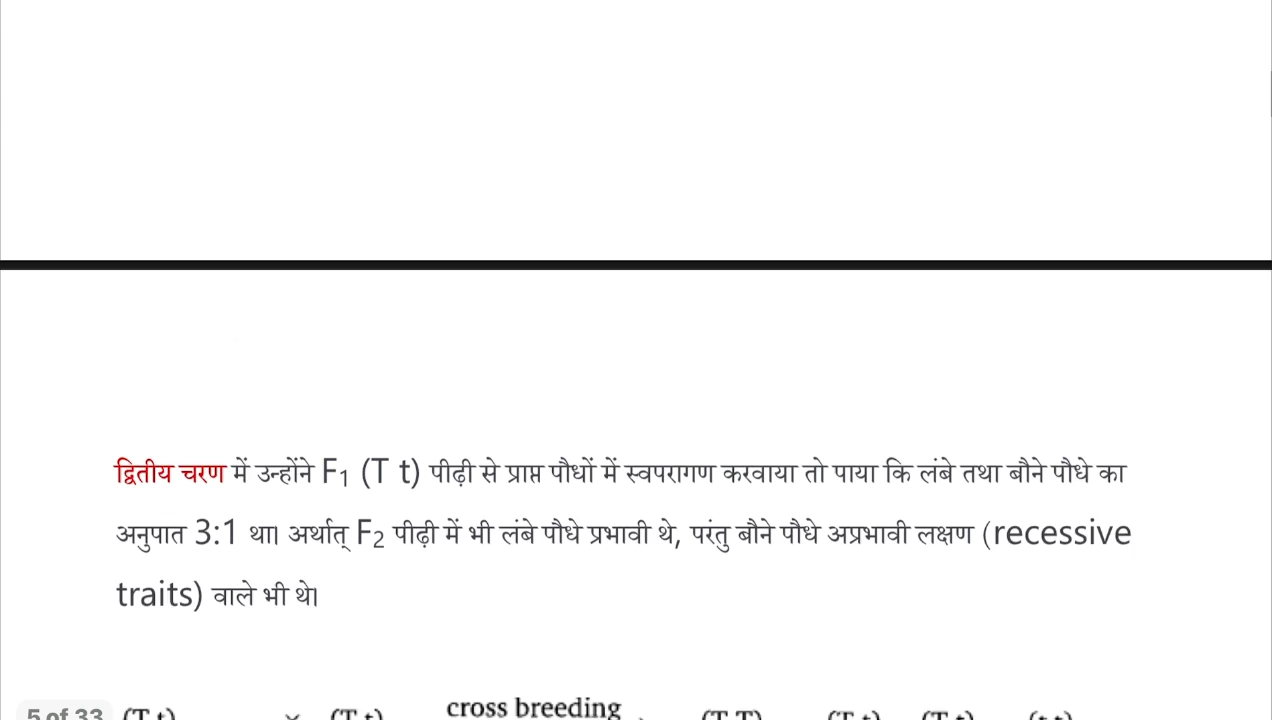 द्वितीय चरण में उन्होंने F₁ (T t) पीढ़ी से प्राप्त पौधों में स्वपरागण करवाया तो पाया कि लंबे तथा बौने पौधे का
अनुपात 3:1 था। अर्थात् F₂ पीढ़ी में भी लंबे पौधे प्रभावी थे, परंतु बौने पौधे अप्रभावी लक्षण (recessive
traits) वाले भी थे।
cross breeding
5 of 33 (T t) × (T t) (T T) (T t) (T t) (t t)